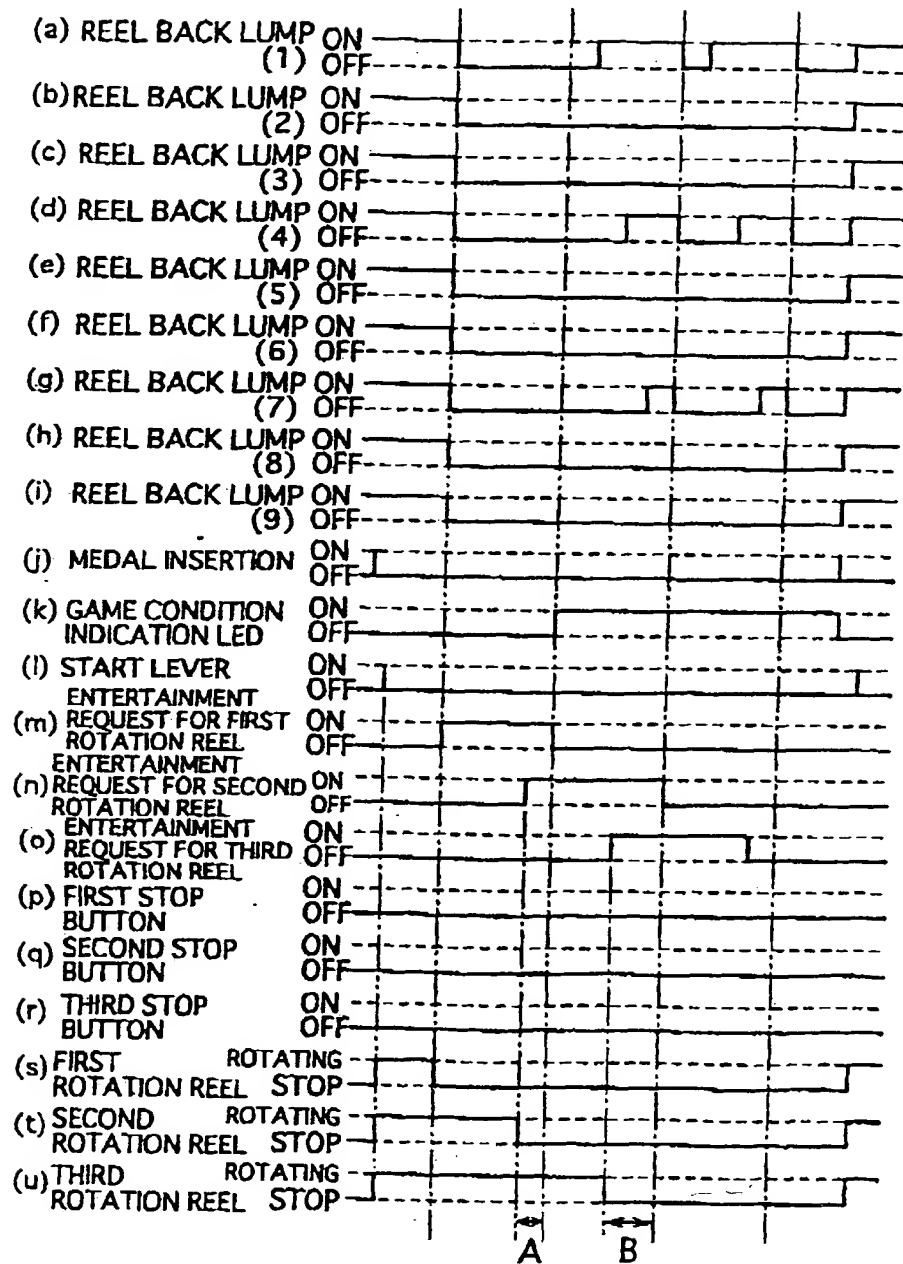 (a) REEL BACK LUMP ON
(1) OFF
(b) REEL BACK LUMP ON
(2) OFF
(c) REEL BACK LUMP ON
(3) OFF
(d) REEL BACK LUMP ON
(4) OFF
(e) REEL BACK LUMP ON
(5) OFF
(f) REEL BACK LUMP ON
(6) OFF
(g) REEL BACK LUMP ON
(7) OFF
(h) REEL BACK LUMP ON
(8) OFF
(i) REEL BACK LUMP ON
(9) OFF
(j) MEDAL INSERTION ON
OFF
(k) GAME CONDITION ON
INDICATION LED OFF
(l) START LEVER ON
OFF
ENTERTAINMENT
(m) REQUEST FOR FIRST ON
ROTATION REEL OFF
ENTERTAINMENT
(n) REQUEST FOR SECOND ON
ROTATION REEL OFF
ENTERTAINMENT ON
(o) REQUEST FOR THIRD OFF
ROTATION REEL
(p) FIRST STOP ON
BUTTON OFF
(q) SECOND STOP ON
BUTTON OFF
(r) THIRD STOP ON
BUTTON OFF
(s) FIRST ROTATING
ROTATION REEL STOP
(t) SECOND ROTATING
ROTATION REEL STOP
(u) THIRD ROTATING
ROTATION REEL STOP
A B